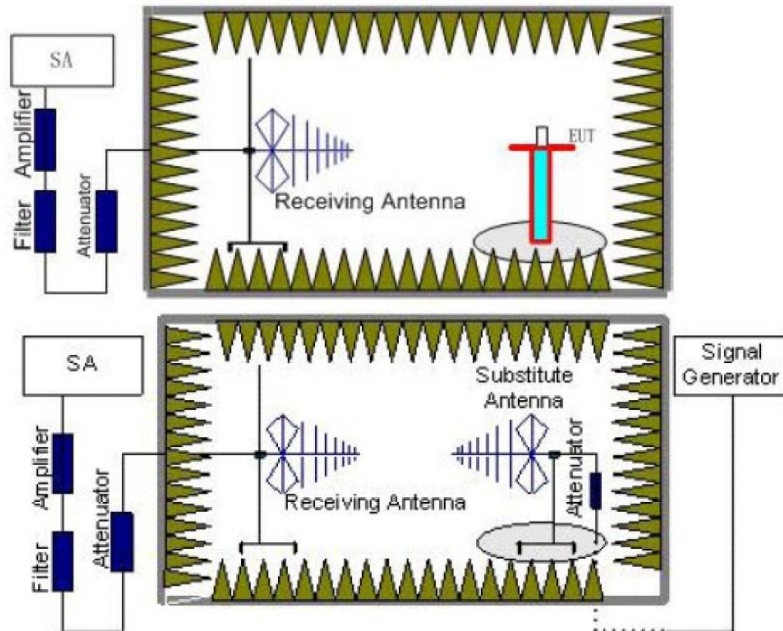 SA
Amplifier
Filter
Attenuator
Receiving Antenna
EUT
SA
Amplifier
Filter
Attenuator
Receiving Antenna
Substitute
Antenna
Attenuator
Signal
Generator